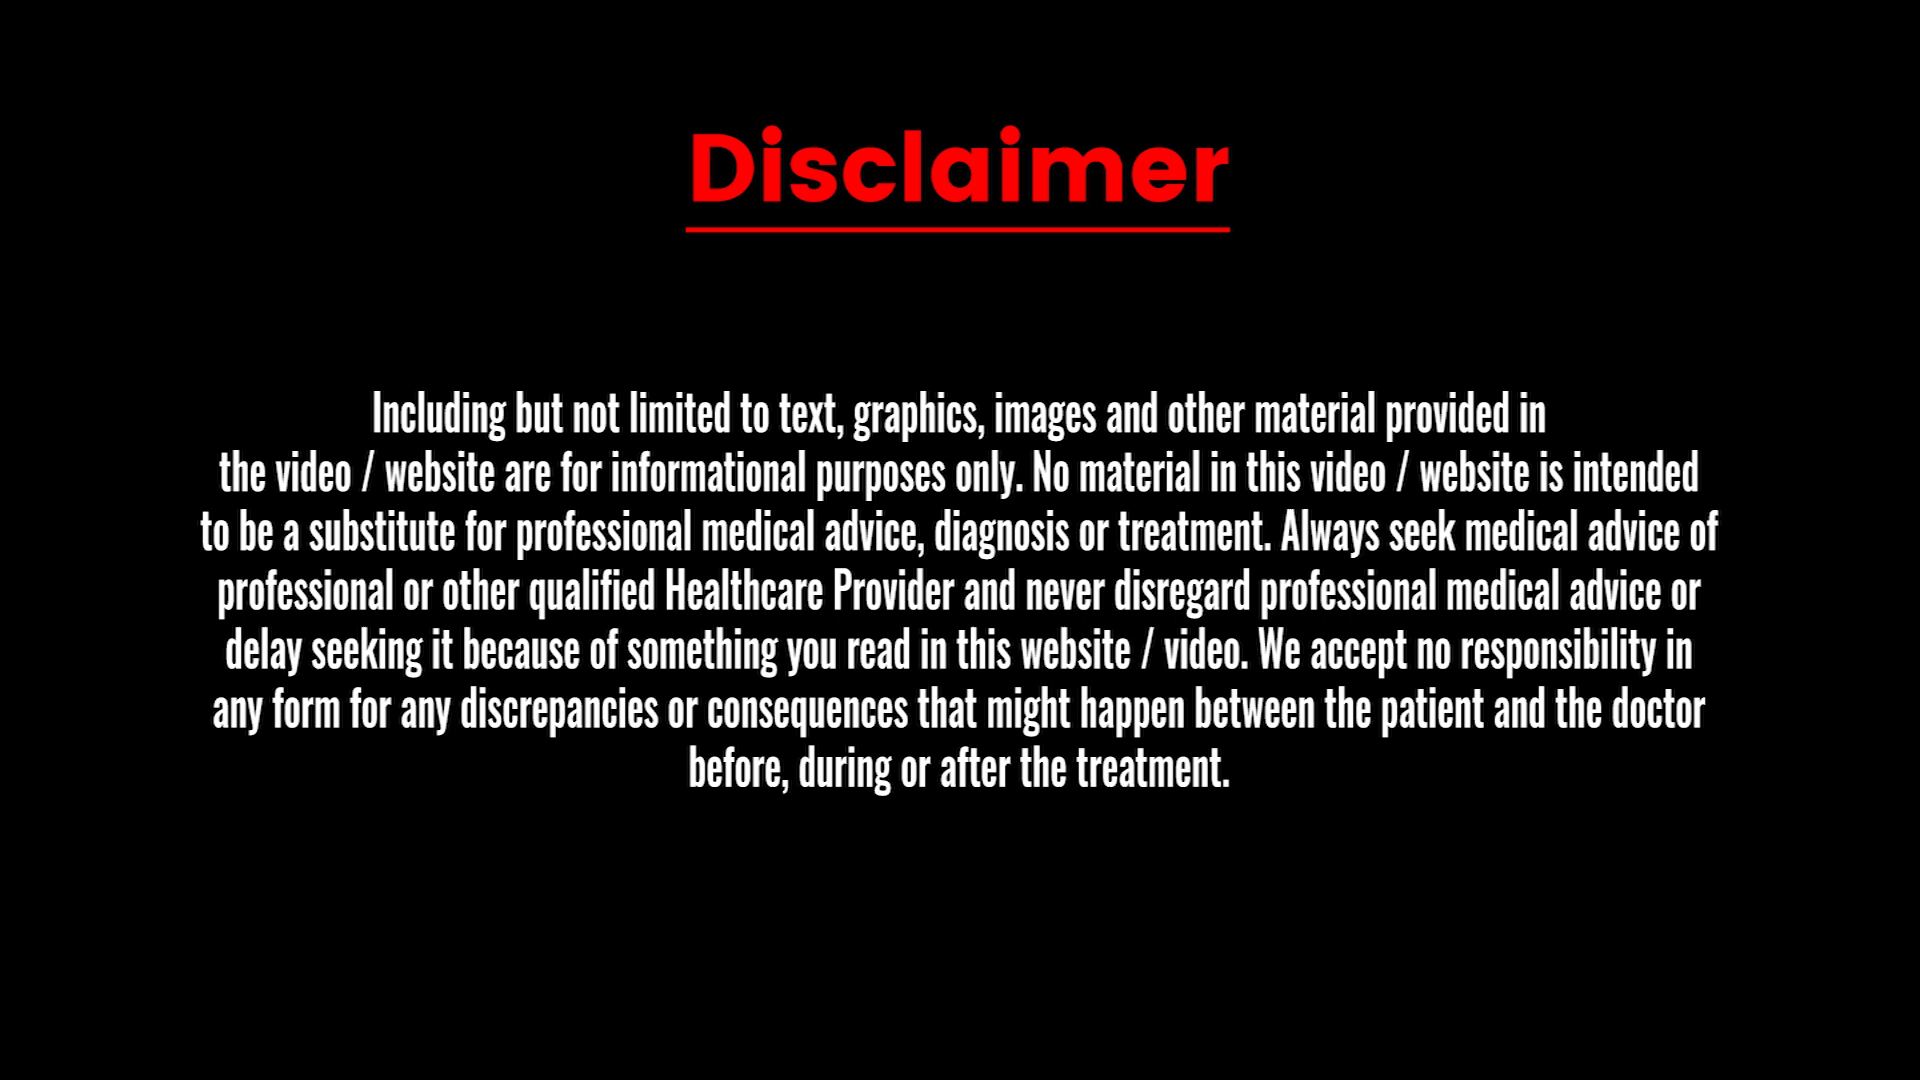 Disclaimer
Including but not limited to text, graphics, images and other material provided in
the video / website are for informational purposes only. No material in this video / website is intended
to be a substitute for professional medical advice, diagnosis or treatment. Always seek medical advice of
professional or other qualified Healthcare Provider and never disregard professional medical advice or
delay seeking it because of something you read in this website / video. We accept no responsibility in
any form for any discrepancies or consequences that might happen between the patient and the doctor
before, during or after the treatment.